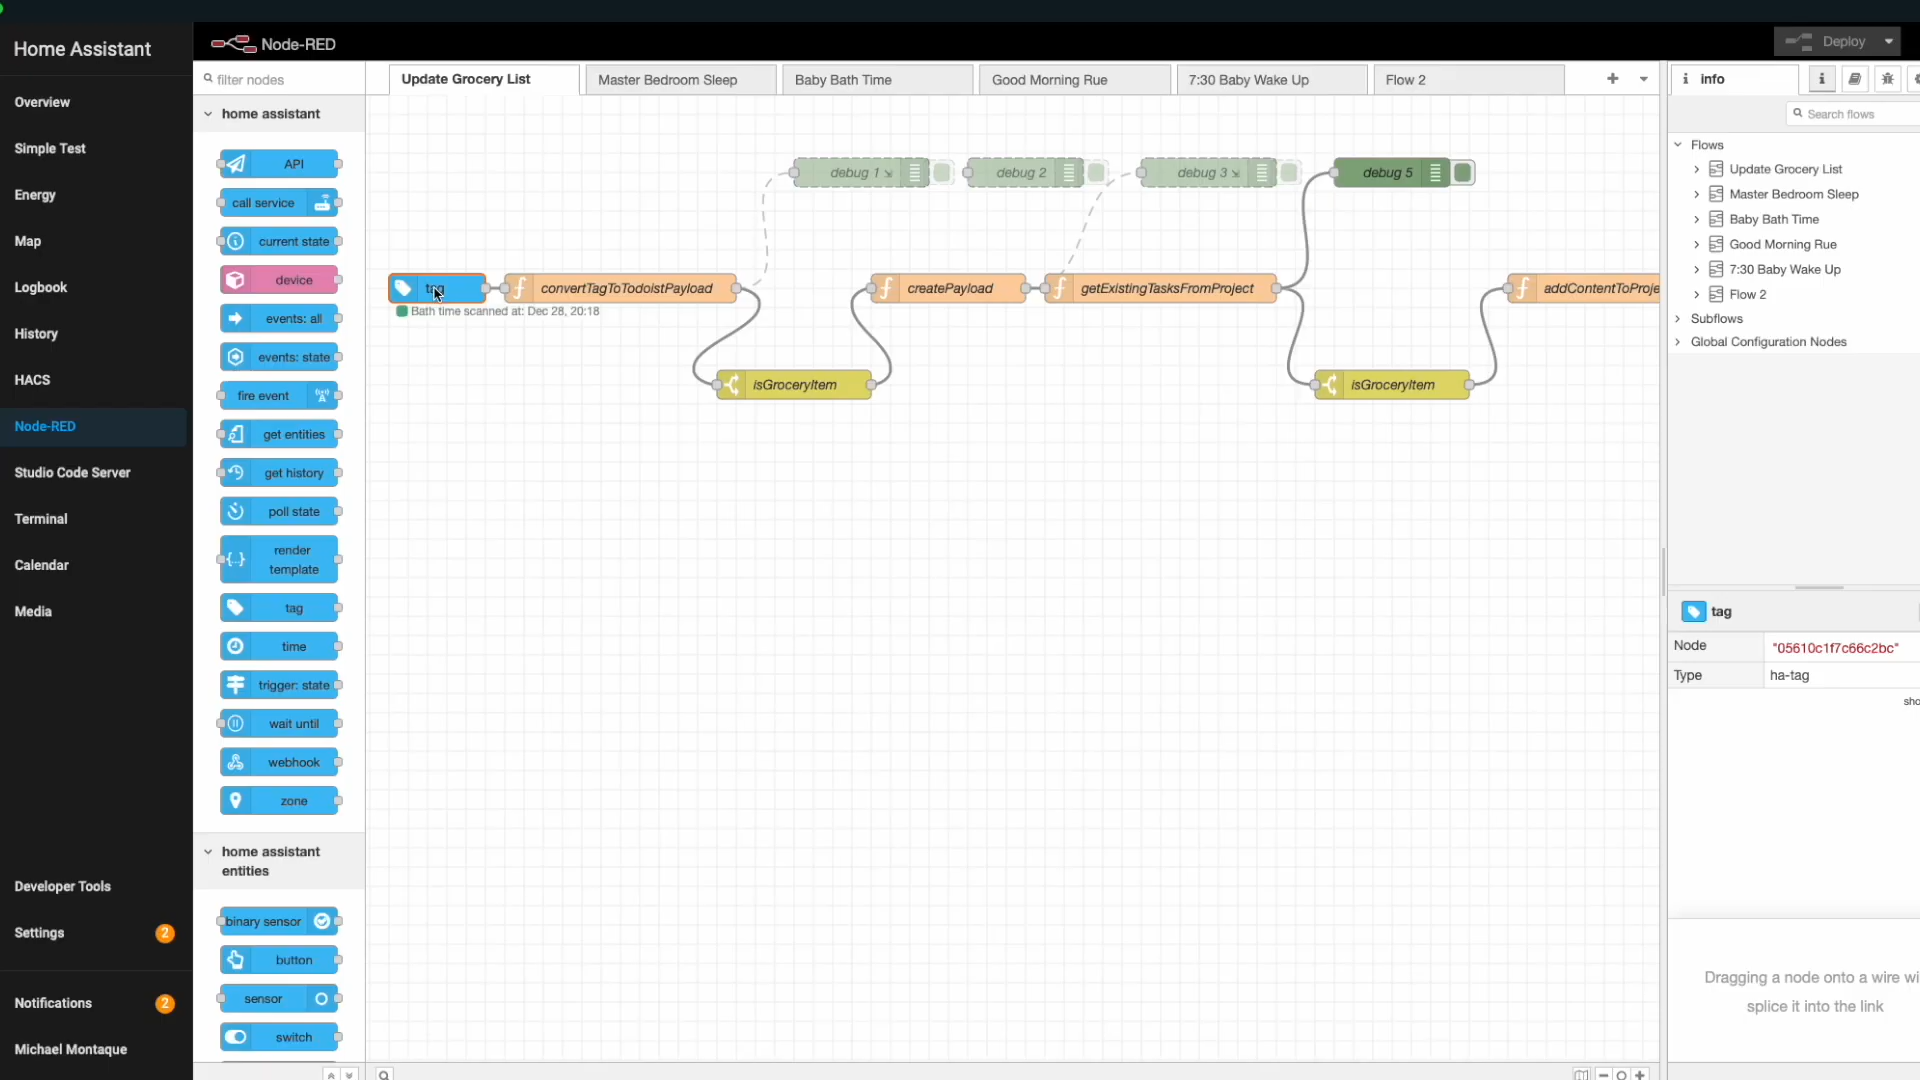 Home Assistant
Overview
Simple Test
Energy
Map
Logbook
History
HACS
Node-RED
Studio Code Server
Terminal
Calendar
Media
Developer Tools
Settings 2
Notifications 2
Michael Montaque
Node-RED
Deploy
filter nodes
home assistant
API
call service
current state
device
events: all
events: state
fire event
get entities
get history
poll state
render
template
tag
time
trigger: state
wait until
webhook
zone
home assistant
entities
binary sensor
button
sensor
switch
Update Grocery List
Master Bedroom Sleep
Baby Bath Time
Good Morning Rue
7:30 Baby Wake Up
Flow 2
debug 1
debug 2
debug 3
debug 5
tag
convertTagToTodoistPayload
createPayload
getExistingTasksFromProject
addContentToProje
Bath time scanned at: Dec 28, 20:18
isGroceryItem
isGroceryItem
i info
i
Search flows
Flows
Update Grocery List
Master Bedroom Sleep
Baby Bath Time
Good Morning Rue
7:30 Baby Wake Up
Flow 2
Subflows
Global Configuration Nodes
tag
Node "05610c1f7c66c2bc"
Type ha-tag
sho
Dragging a node onto a wire wi
splice it into the link